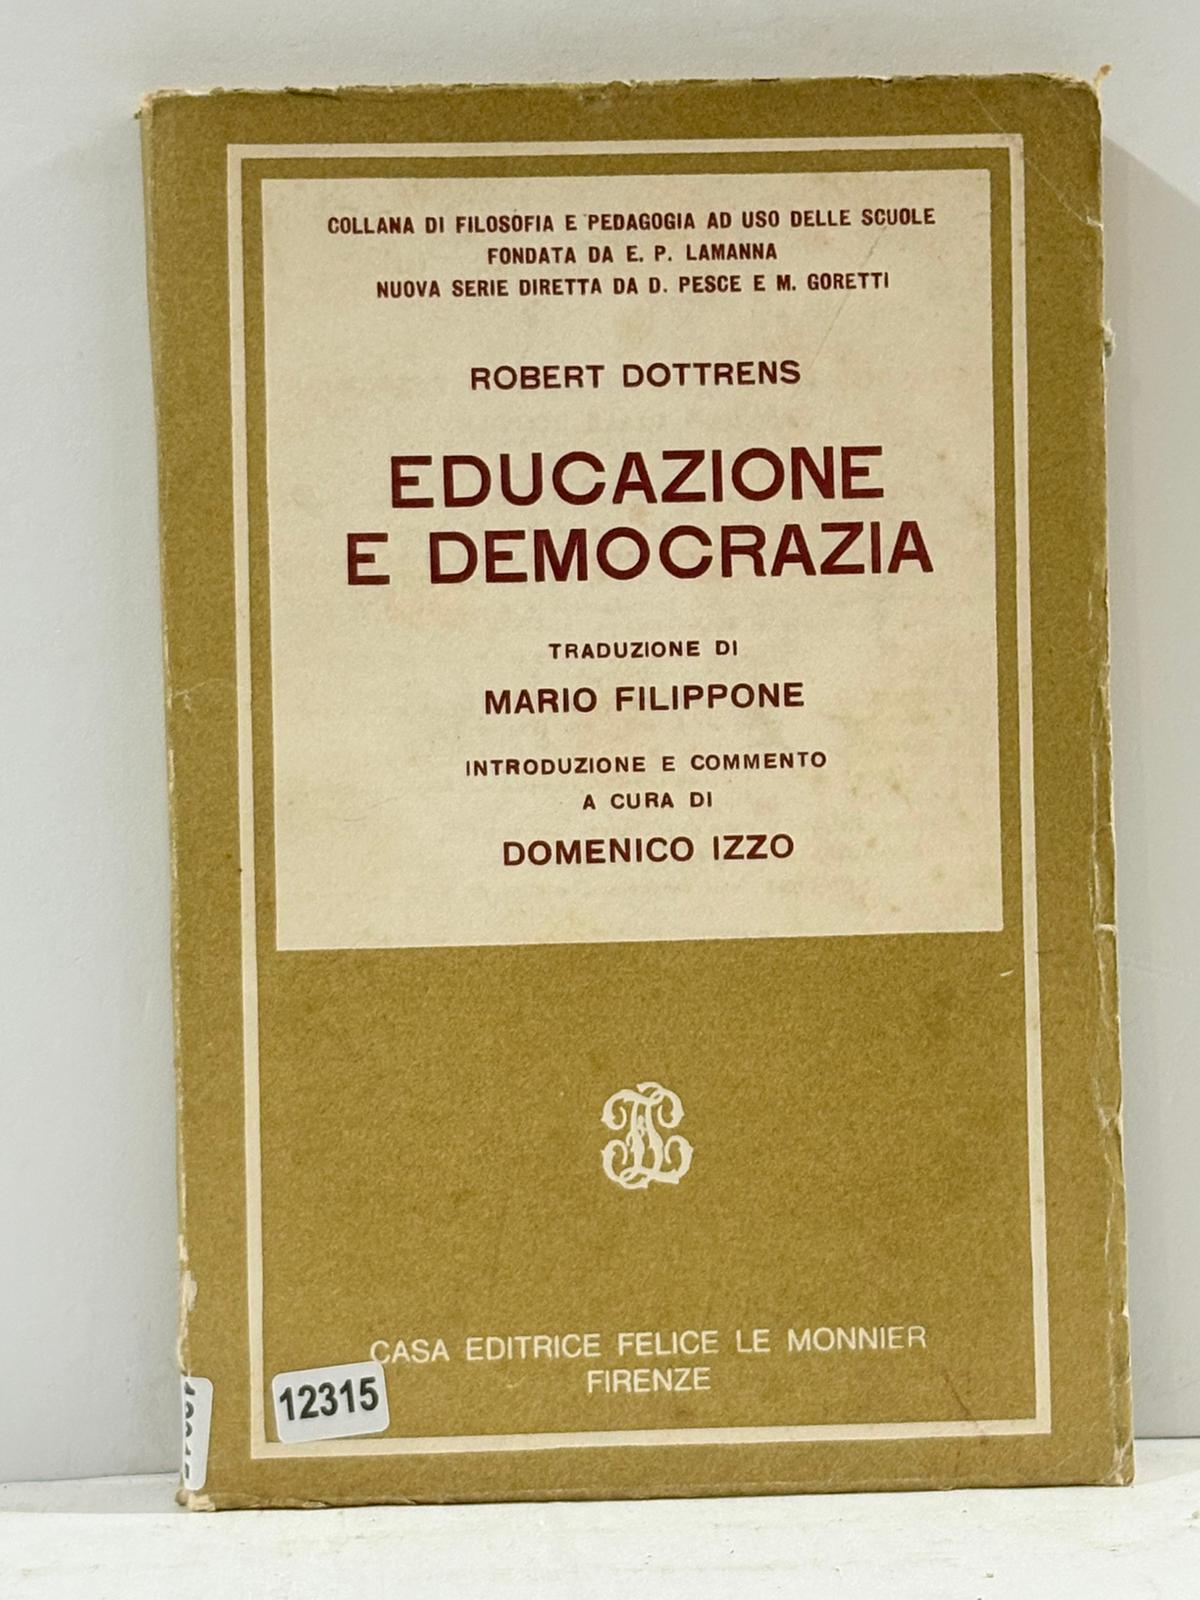 COLLANA DI FILOSOFIA E PEDAGOGIA AD USO DELLE SCUOLE
FONDATA DA E. P. LAMANNA
NUOVA SERIE DIRETTA DA D. PESCE E M. GORETTI
ROBERT DOTTRENS
EDUCAZIONE
E DEMOCRAZIA
TRADUZIONE DI
MARIO FILIPPONE
INTRODUZIONE E COMMENTO
A CURA DI
DOMENICO IZZO
CASA EDITRICE FELICE LE MONNIER
FIRENZE
12315